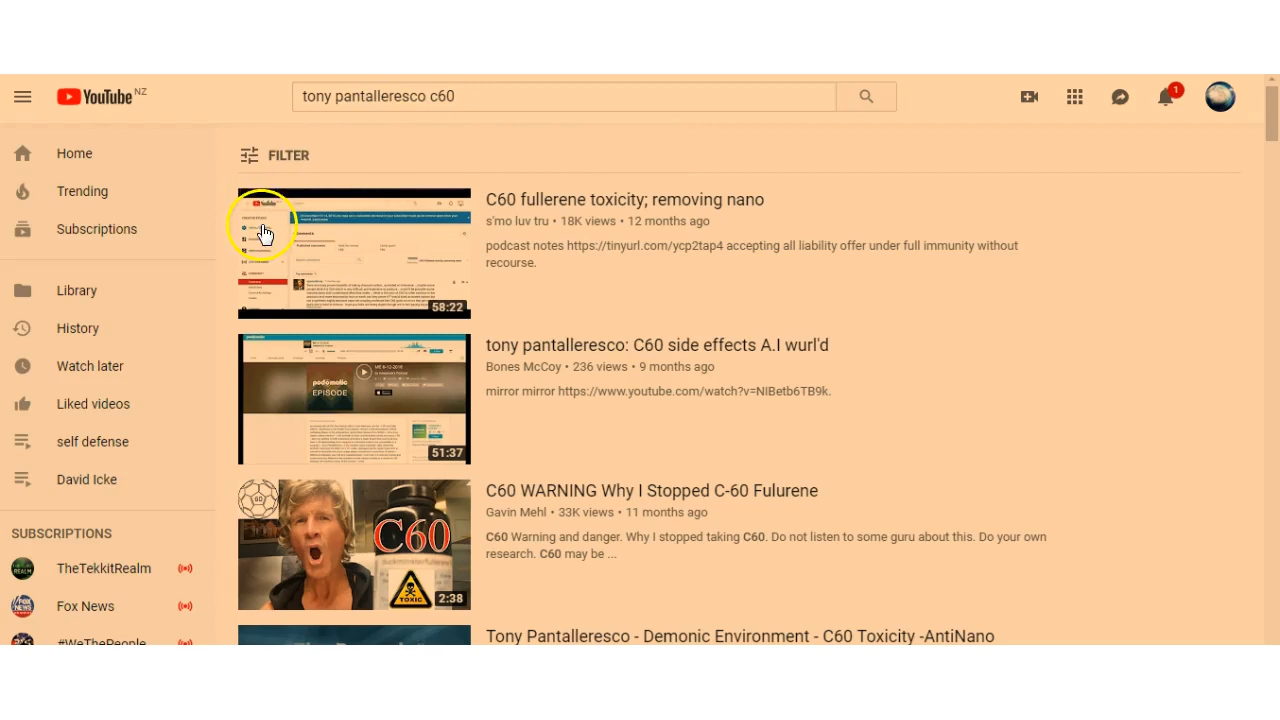 YouTube NZ
tony pantalleresco c60
1
Home
Trending
Subscriptions
Library
History
Watch later
Liked videos
self defense
David Icke
SUBSCRIPTIONS
TheTekkitRealm
Fox News
#WeThePeople
FILTER
58:22
C60 fullerene toxicity; removing nano
s'mo luv tru • 18K views • 12 months ago
podcast notes https://tinyurl.com/ycp2tap4 accepting all liability offer under full immunity without
recourse.
podomatic
EPISODE
51:37
tony pantalleresco: C60 side effects A.I wurl'd
Bones McCoy • 236 views • 9 months ago
mirror mirror https://www.youtube.com/watch?v=NIBetb6TB9k.
60
C60
TOXIC
2:38
C60 WARNING Why I Stopped C-60 Fulurene
Gavin Mehl • 33K views • 11 months ago
C60 Warning and danger. Why I stopped taking C60. Do not listen to some guru about this. Do your own
research. C60 may be ...
Tony Pantalleresco - Demonic Environment - C60 Toxicity -AntiNano